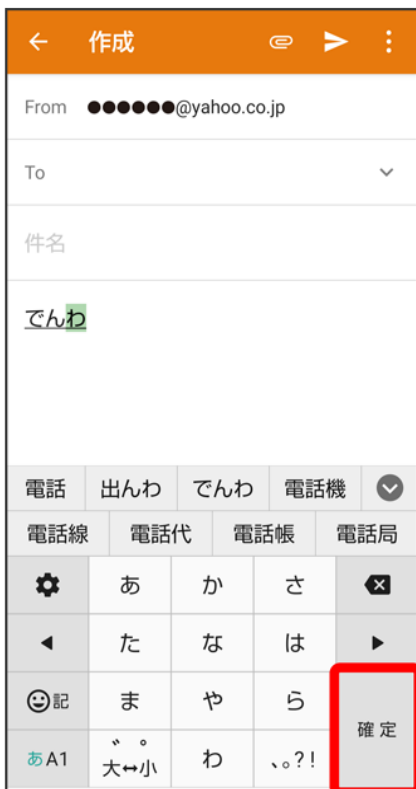 作成
From ●●●●●●@yahoo.co.jp
To
件名
でんわ
電話 出んわ でんわ 電話機
電話線 電話代 電話帳 電話局
あ か さ
た な は
記 ま や ら 確定
あA1 ゛゜大↔小 わ 、。?!